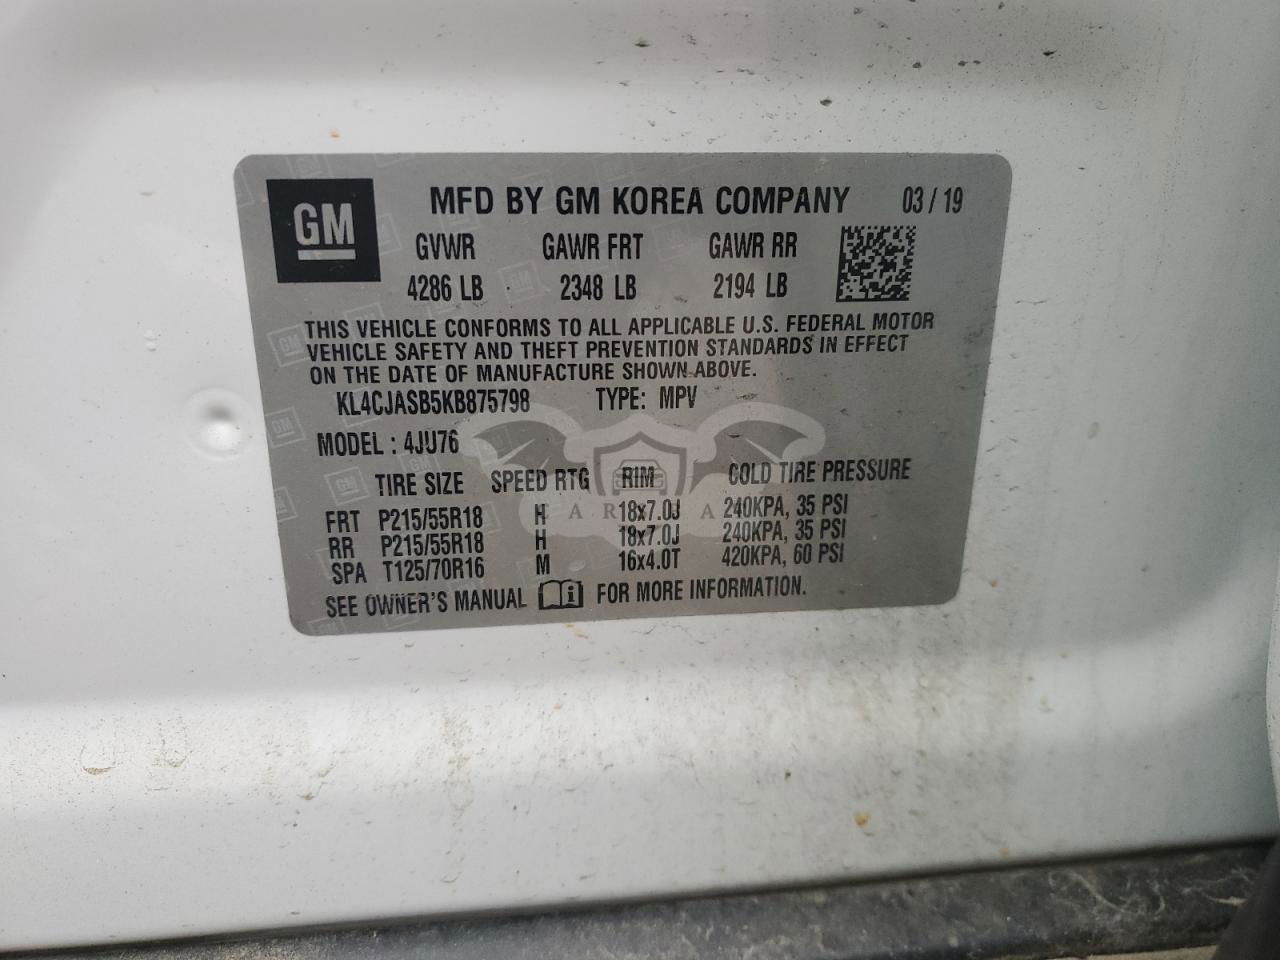 GM
MFD BY GM KOREA COMPANY 03 / 19
GVWR GAWR FRT GAWR RR
4286 LB 2348 LB 2194 LB
THIS VEHICLE CONFORMS TO ALL APPLICABLE U.S. FEDERAL MOTOR
VEHICLE SAFETY AND THEFT PREVENTION STANDARDS IN EFFECT
ON THE DATE OF MANUFACTURE SHOWN ABOVE.
KL4CJASB5KB875798 TYPE: MPV
MODEL : 4JU76
TIRE SIZE SPEED RTG RIM COLD TIRE PRESSURE
FRT P215/55R18 H 18x7.0J 240KPA, 35 PSI
RR P215/55R18 H 18x7.0J 240KPA, 35 PSI
SPA T125/70R16 M 16x4.0T 420KPA, 60 PSI
SEE OWNER'S MANUAL FOR MORE INFORMATION.